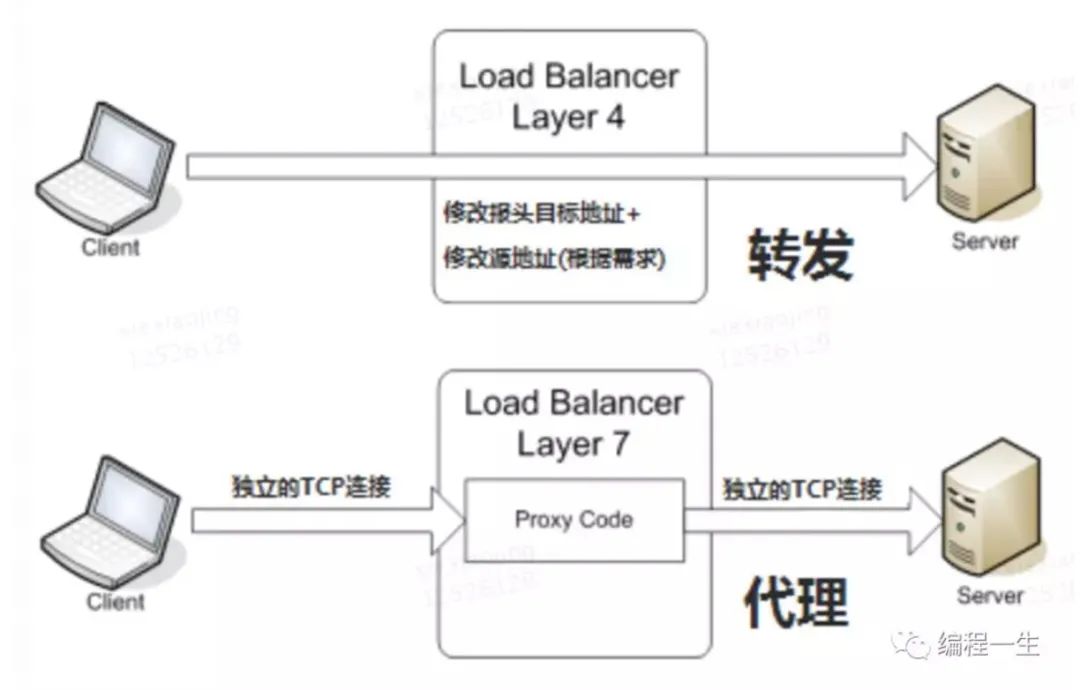 Load Balancer
Layer 4
修改报头目标地址+
修改源地址(根据需求)
转发
Client
Server
12526129
12526129
Load Balancer
Layer 7
独立的TCP连接
Proxy Code
独立的TCP连接
代理
Client
Server
编程一生